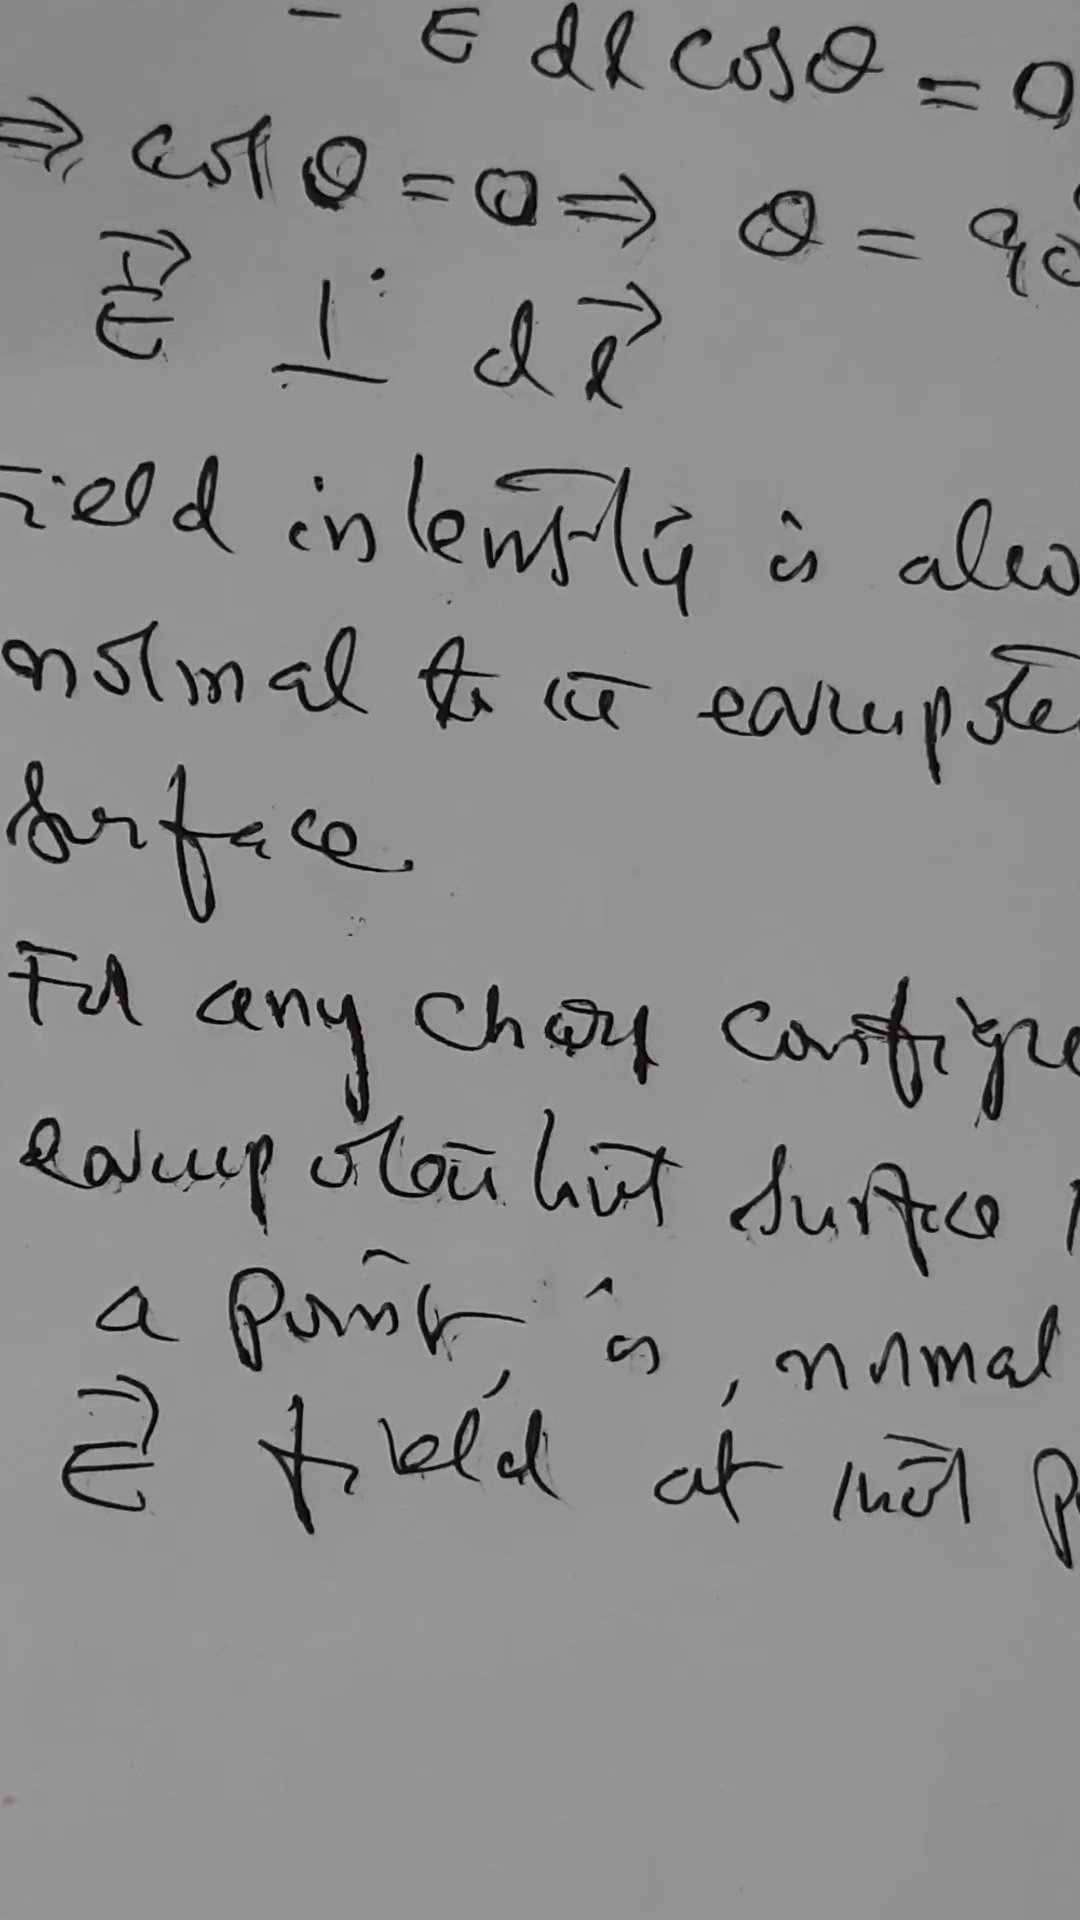 - E dl cosθ = 0
⇒ cosθ = 0 ⇒ θ = 90
E⃗ ⊥ dl⃗
Field intensity is also
normal to the equipote
surface.
For any charge configu
equipotential surface
a point, is, normal
E⃗ field at that p